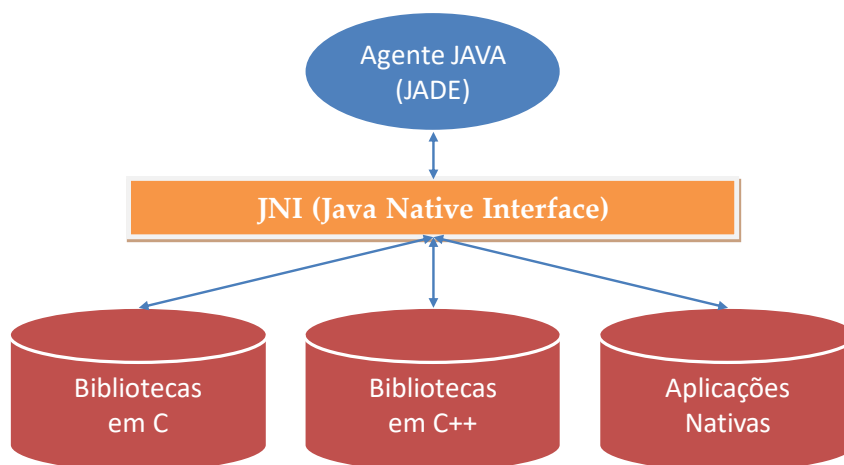 Agente JAVA
(JADE)
JNI (Java Native Interface)
Bibliotecas
em C
Bibliotecas
em C++
Aplicações
Nativas